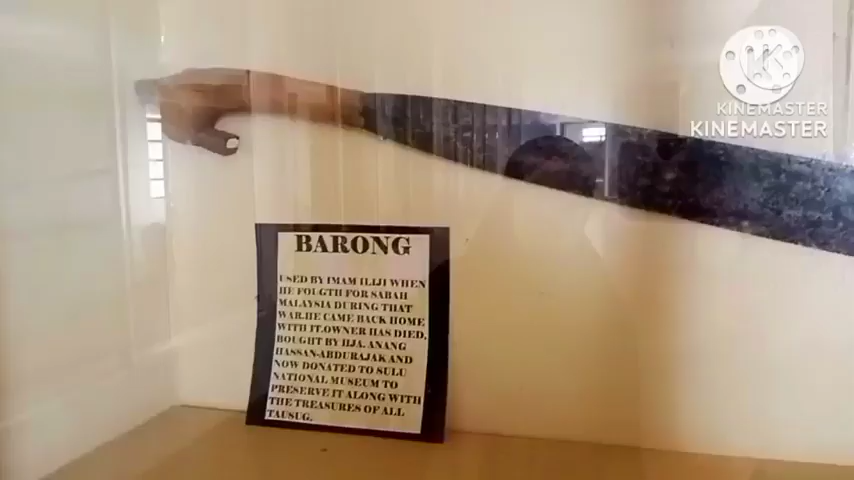 KINEMASTER
KINEMASTER
BARONG
USED BY IMAM ILIJI WHEN
HE FOUGTH FOR SABAH
MALAYSIA DURING THAT
WAR.HE CAME BACK HOME
WITH IT.OWNER HAS DIED,
BOUGHT BY HJA. ANANG
HASSAN-ABDURAJAK AND
NOW DONATED TO SULU
NATIONAL MUSEUM TO
PRESERVE IT ALONG WITH
THE TREASURES OF ALL
TAUSUG.